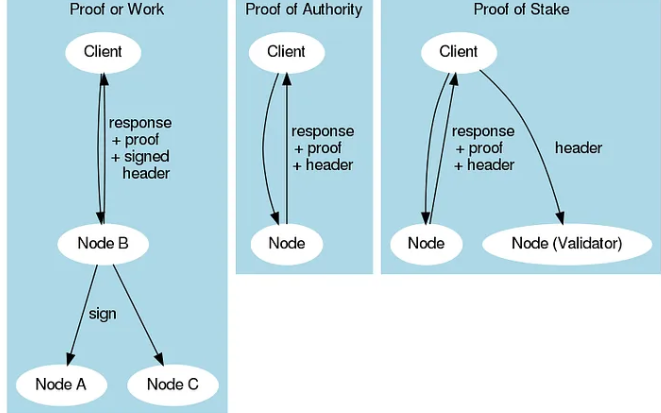 Proof or Work
Client
response
+ proof
+ signed
header
Node B
sign
Node A
Node C
Proof of Authority
Client
response
+ proof
+ header
Node
Proof of Stake
Client
response
+ proof
+ header
header
Node
Node (Validator)